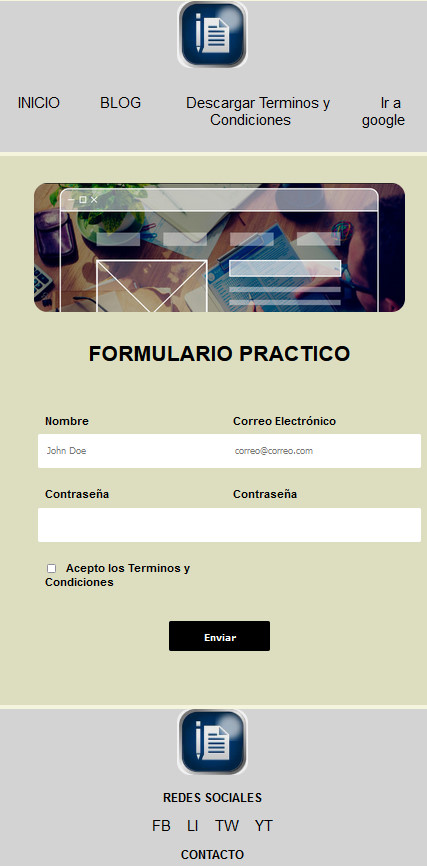 INICIO
BLOG
Descargar Terminos y
Condiciones
Ir a
google
FORMULARIO PRACTICO
Nombre
Correo Electrónico
John Doe
correo@correo.com
Contraseña
Contraseña
Acepto los Terminos y
Condiciones
Enviar
REDES SOCIALES
FB LI TW YT
CONTACTO